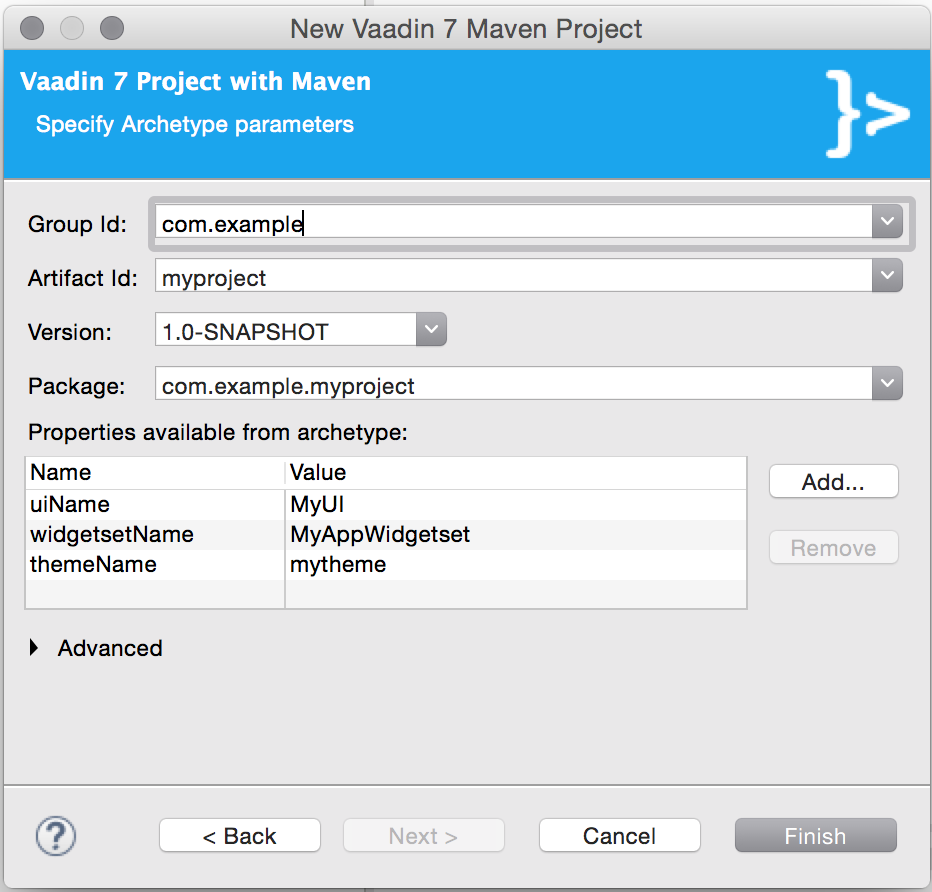 New Vaadin 7 Maven Project
Vaadin 7 Project with Maven
Specify Archetype parameters
}>
Group Id: com.example
Artifact Id: myproject
Version: 1.0-SNAPSHOT
Package: com.example.myproject
Properties available from archetype:
Name Value
uiName MyUI
widgetsetName MyAppWidgetset
themeName mytheme
Add...
Remove
Advanced
? < Back Next > Cancel Finish